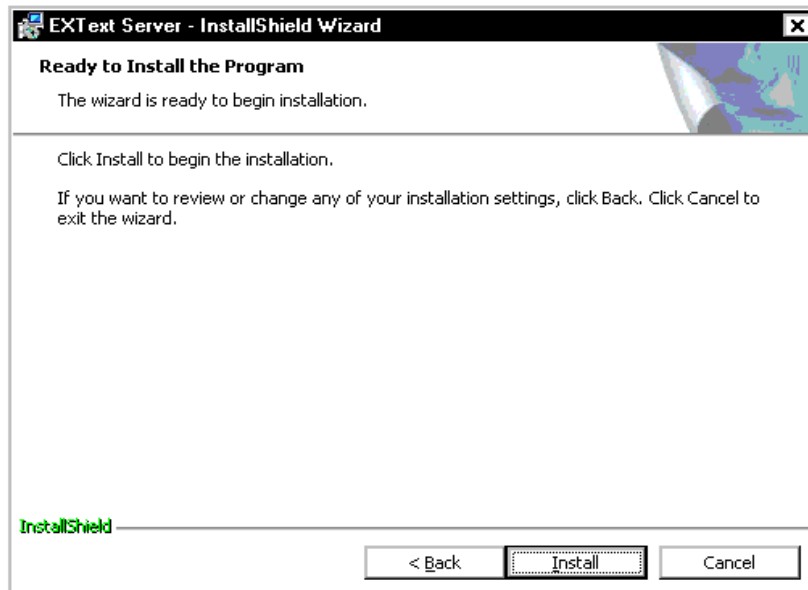 EXText Server - InstallShield Wizard
Ready to Install the Program
The wizard is ready to begin installation.
Click Install to begin the installation.
If you want to review or change any of your installation settings, click Back. Click Cancel to
exit the wizard.
InstallShield
< Back Install Cancel